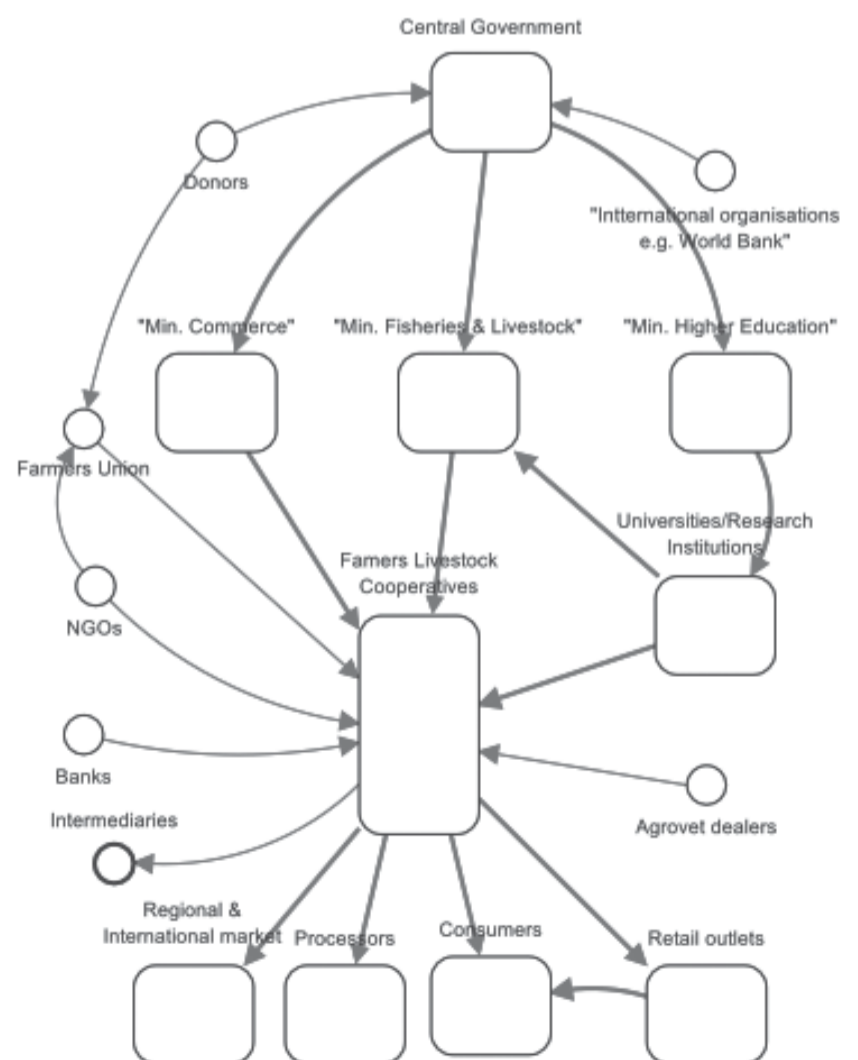 Central Government
Donors
"Intternational organisations
e.g. World Bank"
"Min. Commerce"
"Min. Fisheries & Livestock"
"Min. Higher Education"
Farmers Union
Universities/Research
Institutions
Famers Livestock
Cooperatives
NGOs
Banks
Intermediaries
Agrovet dealers
Regional &
International market
Processors
Consumers
Retail outlets